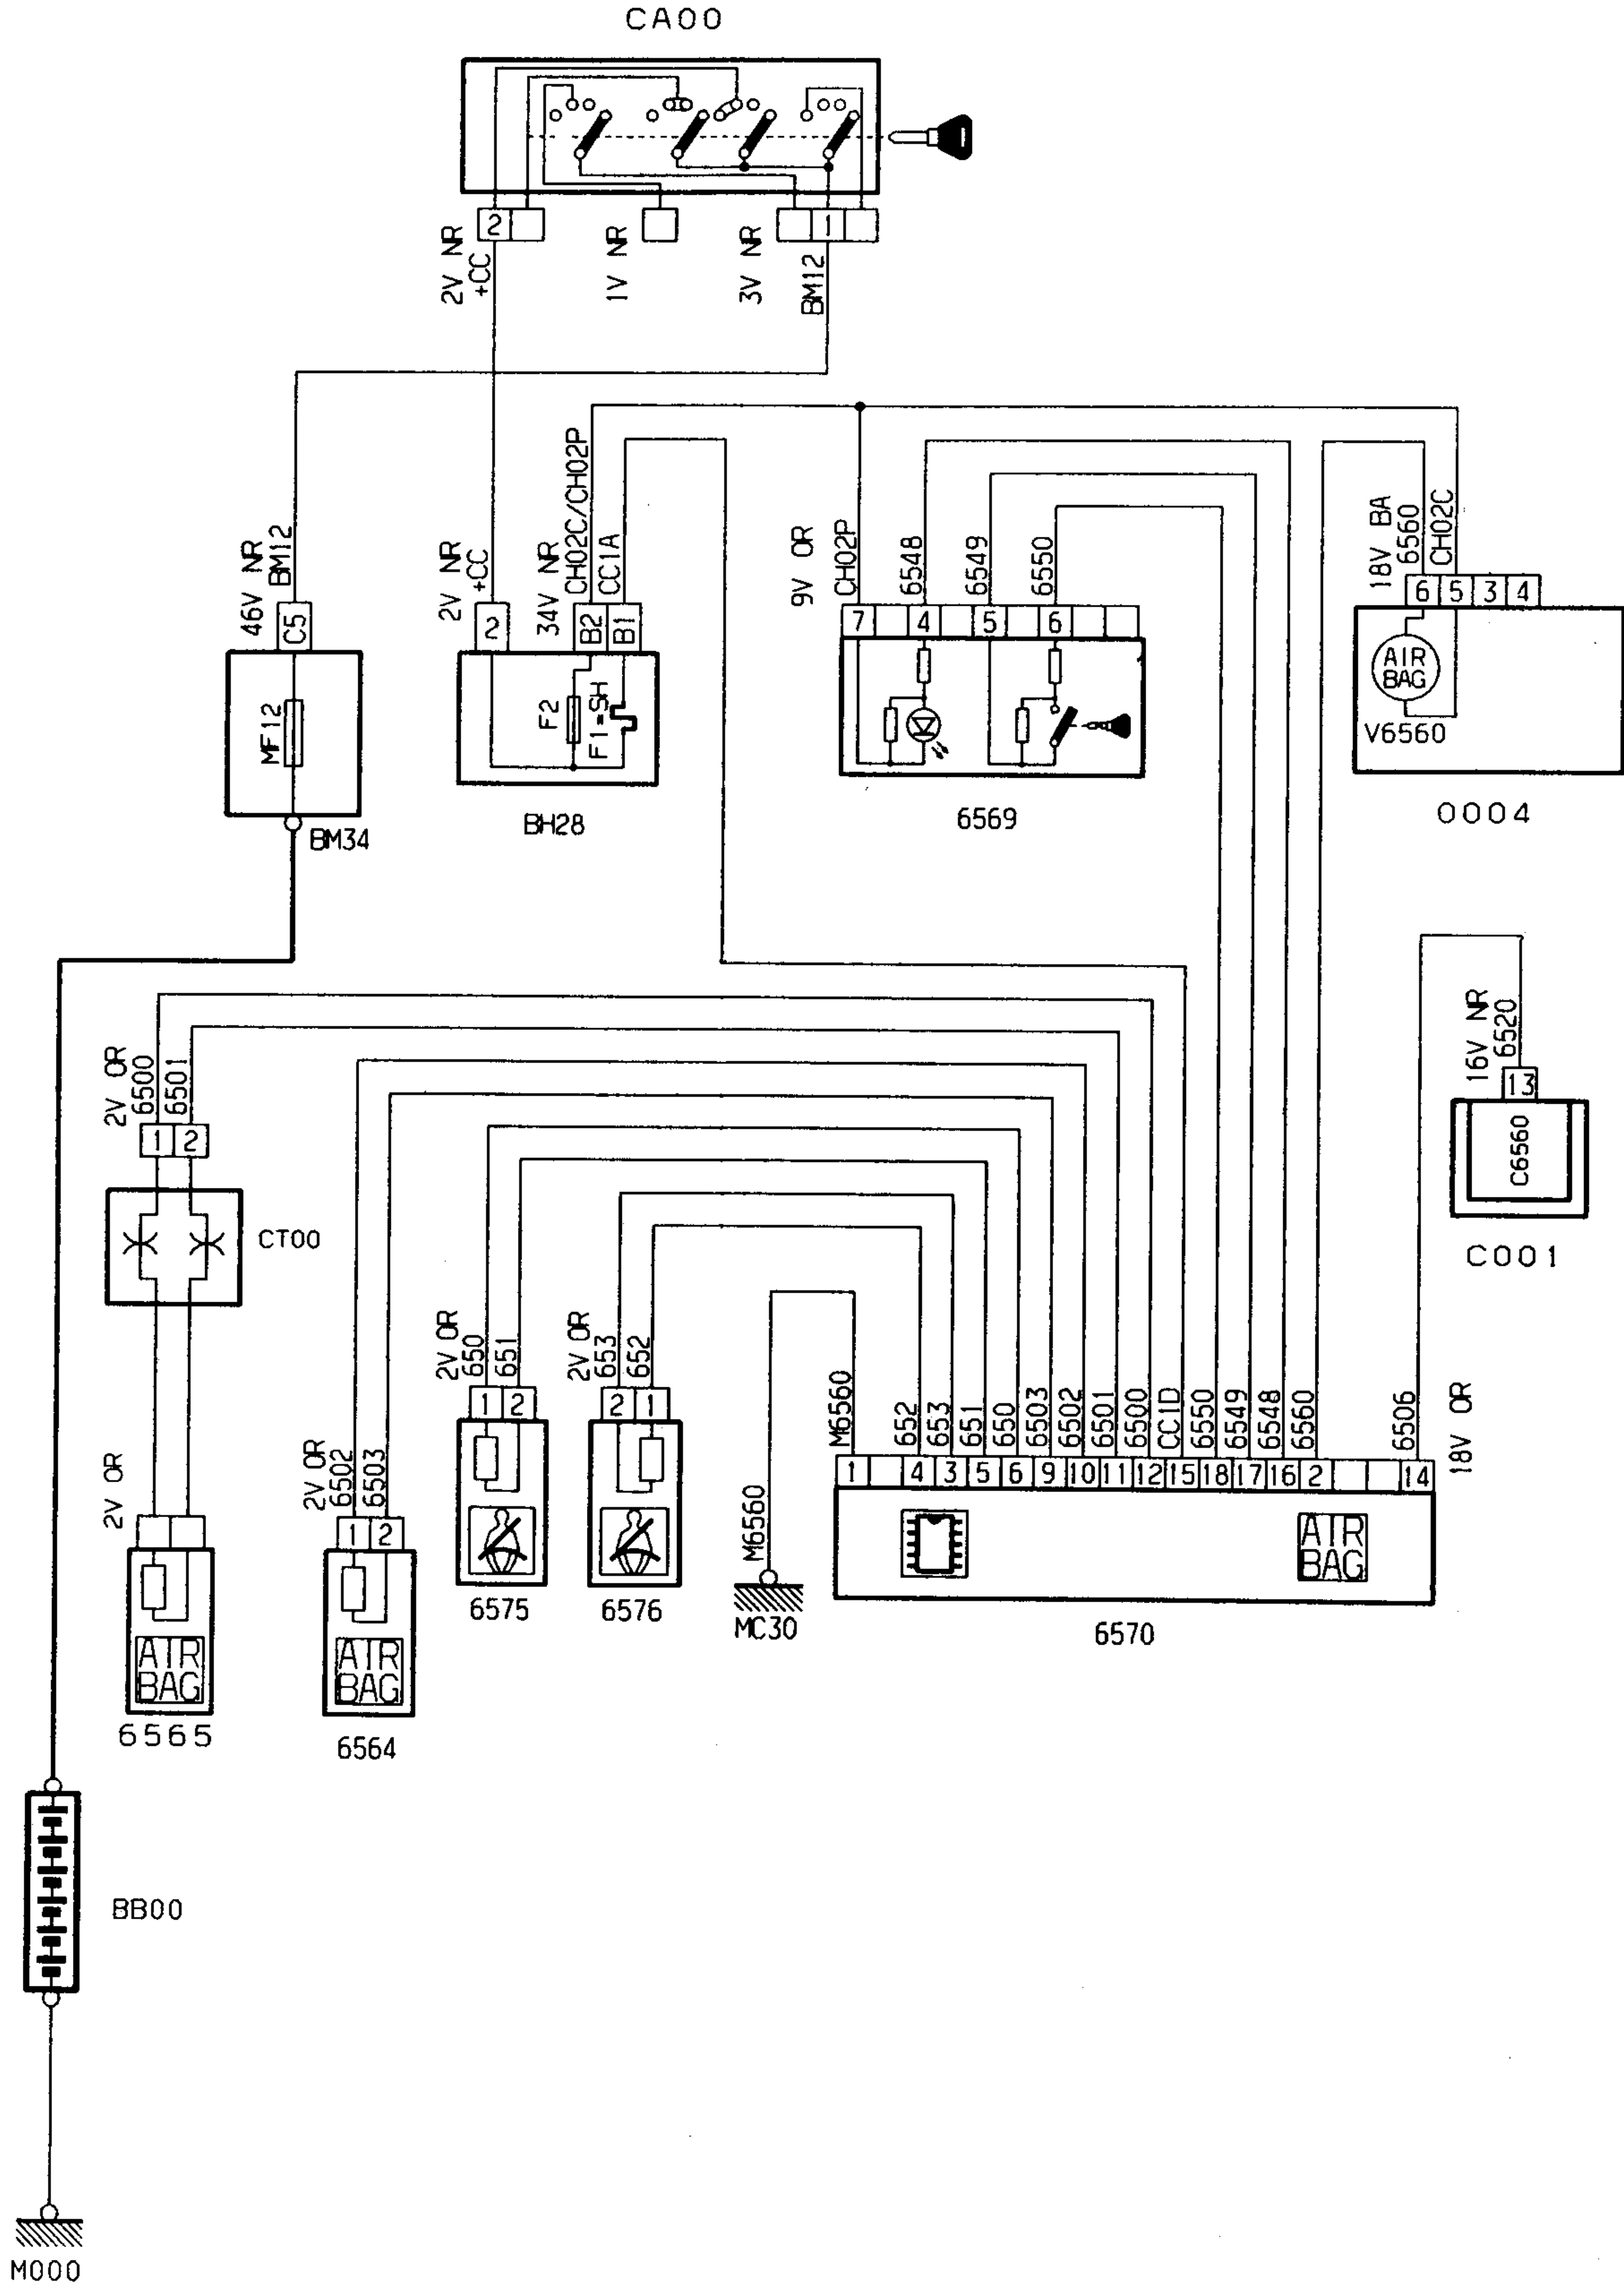 CA00
2
1
2V NR
+CC
1V NR
3V NR
BM12
46V NR
BM12
C5
MF12
BM34
2V NR
+CC
2
34V NR
CH02C/CH02P
CC1A
B2
B1
F2
F1=SH
BH28
9V OR
CH02P
6548
6549
6550
7
4
5
6
6569
18V BA
6560
CH02C
6
5
3
4
AIR
BAG
V6560
0004
16V NR
6520
13
C6560
C001
2V OR
6500
6501
1
2
CT00
2V OR
AIR
BAG
6565
2V OR
6502
6503
1
2
AIR
BAG
6564
2V OR
650
651
1
2
6575
2V OR
653
652
2
1
6576
M6560
MC30
M6560
652
653
651
650
6503
6502
6501
6500
CC1D
6550
6549
6548
6560
6506
18V OR
1
4
3
5
6
9
10
11
12
15
18
17
16
2
14
AIR
BAG
6570
BB00
M000